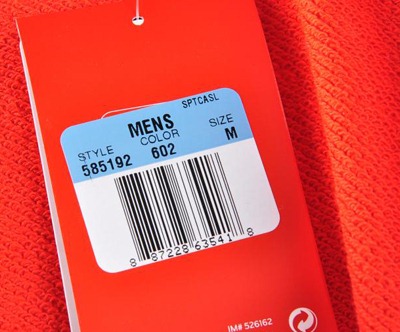 SPTCASL
MENS
STYLE COLOR SIZE
585192 602 M
8 87228 63541 8
IM# 526162